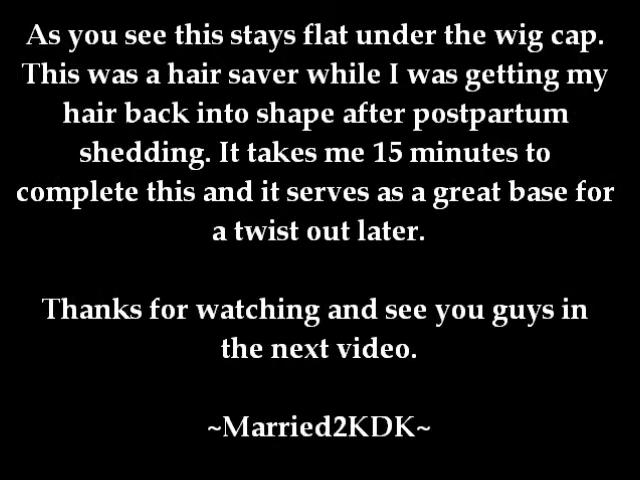 As you see this stays flat under the wig cap.
This was a hair saver while I was getting my
hair back into shape after postpartum
shedding. It takes me 15 minutes to
complete this and it serves as a great base for
a twist out later.
Thanks for watching and see you guys in
the next video.
~Married2KDK~